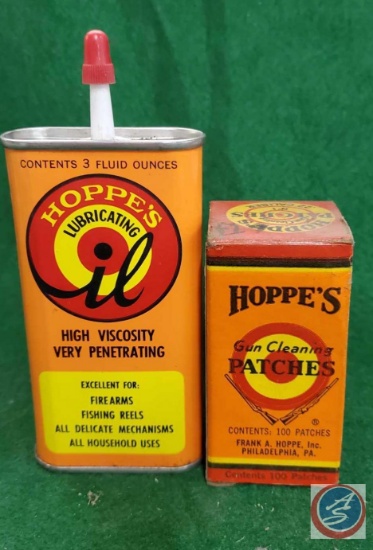 CONTENTS 3 FLUID OUNCES
HOPPE'S
LUBRICATING
Oil
HIGH VISCOSITY
VERY PENETRATING
EXCELLENT FOR:
FIREARMS
FISHING REELS
ALL DELICATE MECHANISMS
ALL HOUSEHOLD USES
HOPPE'S
Gun Cleaning
PATCHES
®
CONTENTS: 100 PATCHES
FRANK A. HOPPE, Inc.
PHILADELPHIA, PA.
Contents 100 Patches
AS